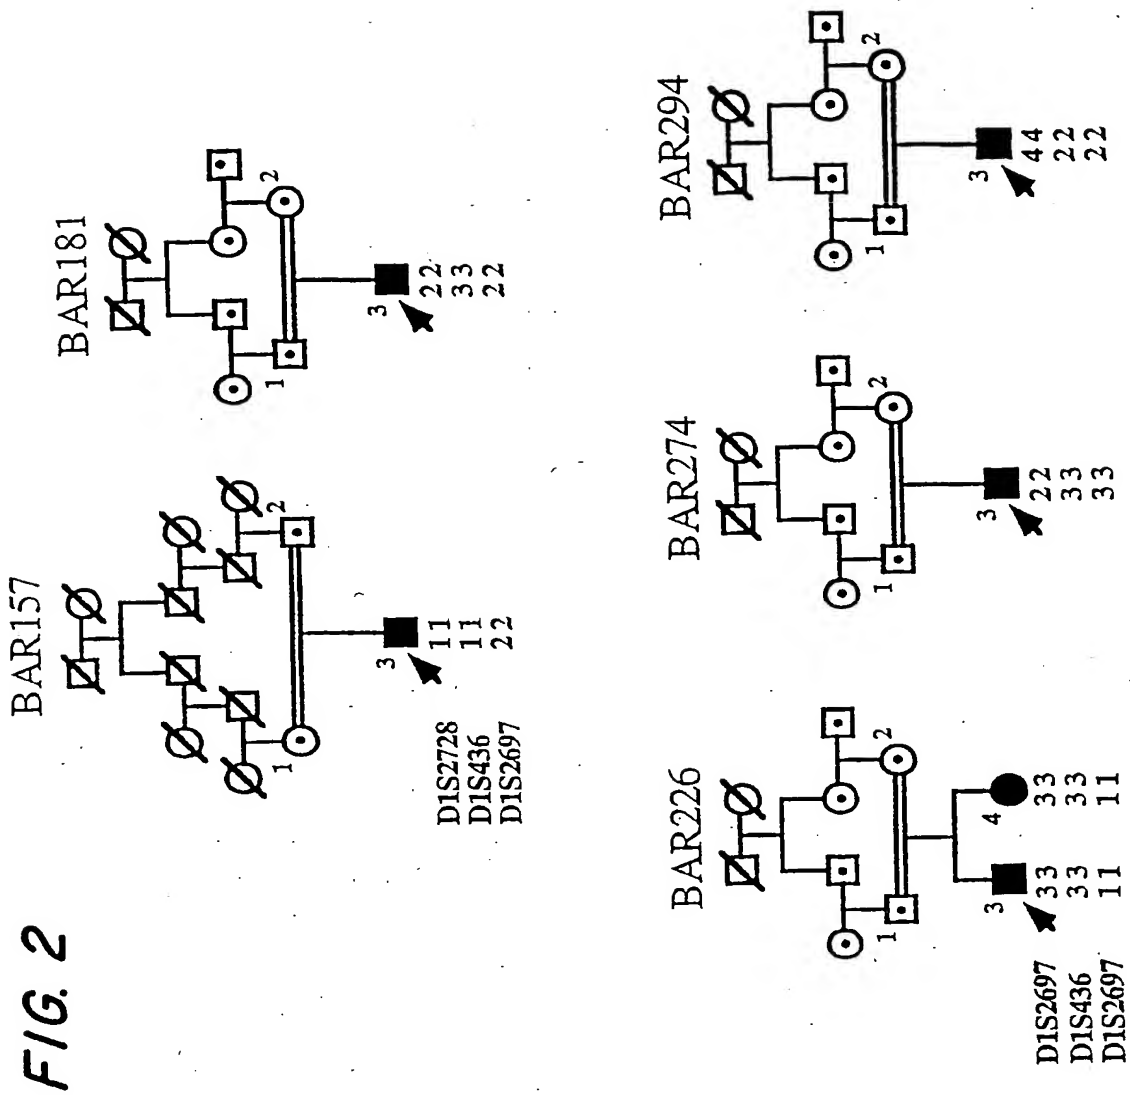 FIG. 2
BAR157
1
2
3
D1S2728 11
D1S436 11
D1S2697 22
BAR181
1
2
3
22
33
22
BAR226
1
2
3
4
D1S2697 33 33
D1S436 33 33
D1S2697 11 11
BAR274
1
2
3
22
33
33
BAR294
1
2
3
44
22
22